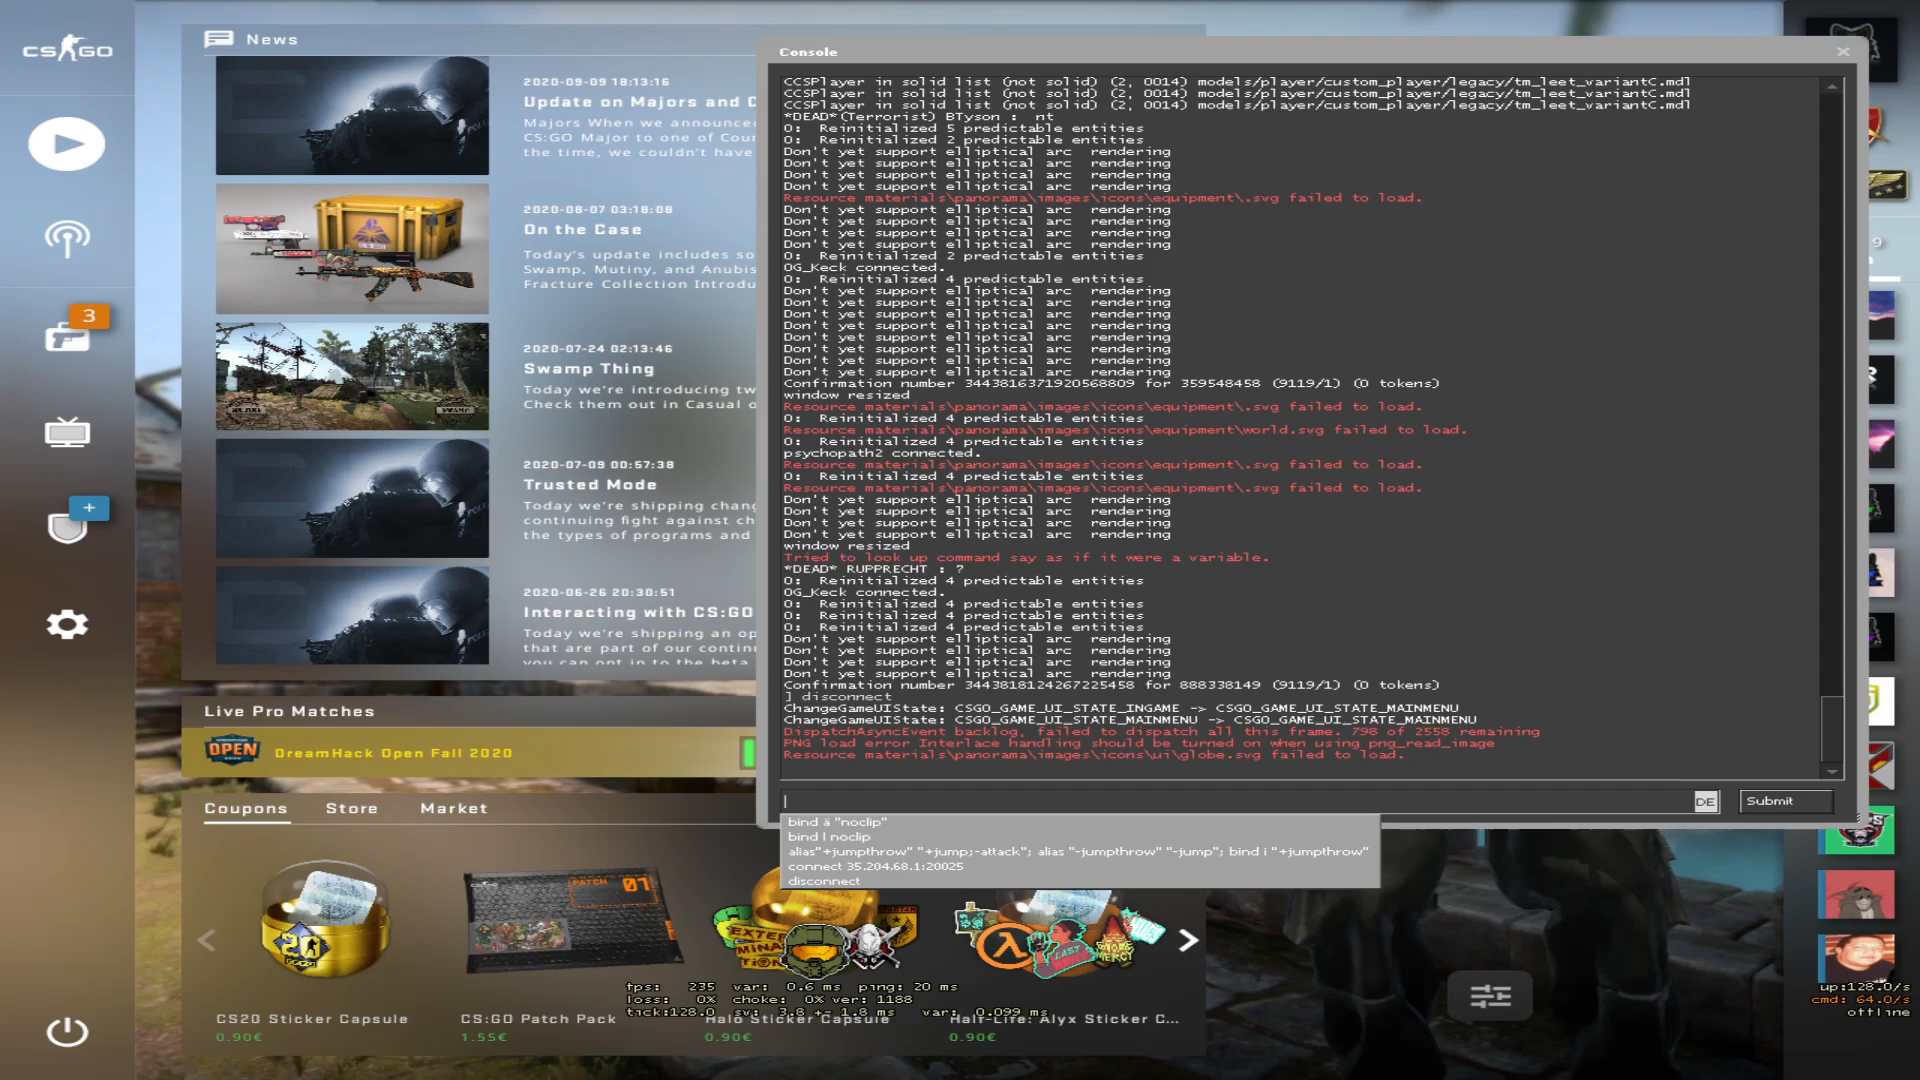 CS GO
News
2020-09-09 18:13:16
Update on Majors and C
Majors When we announce
CS:GO Major to one of Cour
the time, we couldn't have
2020-08-07 03:18:08
On the Case
Today's update includes so
Swamp, Mutiny, and Anubis
Fracture Collection Introdu
2020-07-24 02:13:46
Swamp Thing
Today we're introducing tw
Check them out in Casual o
2020-07-09 00:57:38
Trusted Mode
Today we're shipping chang
continuing fight against ch
the types of programs and
2020-06-26 20:30:51
Interacting with CS:GO
Today we're shipping an op
that are part of our contin
you can opt in to the beta
3
+
Live Pro Matches
OPEN
DreamHack Open Fall 2020
Coupons Store Market
CS20 Sticker Capsule
0.90€
CS:GO Patch Pack
1.55€
Halo Sticker Capsule
0.90€
Half-Life: Alyx Sticker C...
0.90€
Console
CCSPlayer in solid list (not solid) (2, 0014) models/player/custom_player/legacy/tm_leet_variantC.mdl
CCSPlayer in solid list (not solid) (2, 0014) models/player/custom_player/legacy/tm_leet_variantC.mdl
CCSPlayer in solid list (not solid) (2, 0014) models/player/custom_player/legacy/tm_leet_variantC.mdl
*DEAD*(Terrorist) BTyson : nt
0: Reinitialized 5 predictable entities
0: Reinitialized 2 predictable entities
Don't yet support elliptical arc rendering
Don't yet support elliptical arc rendering
Don't yet support elliptical arc rendering
Don't yet support elliptical arc rendering
Resource materials\panorama\images\icons\equipment\.svg failed to load.
Don't yet support elliptical arc rendering
Don't yet support elliptical arc rendering
Don't yet support elliptical arc rendering
Don't yet support elliptical arc rendering
0: Reinitialized 2 predictable entities
OG_Keck connected.
0: Reinitialized 4 predictable entities
Don't yet support elliptical arc rendering
Don't yet support elliptical arc rendering
Don't yet support elliptical arc rendering
Don't yet support elliptical arc rendering
Don't yet support elliptical arc rendering
Don't yet support elliptical arc rendering
Don't yet support elliptical arc rendering
Don't yet support elliptical arc rendering
Confirmation number 3443816371920568809 for 359548458 (9119/1) (0 tokens)
window resized
Resource materials\panorama\images\icons\equipment\.svg failed to load.
0: Reinitialized 4 predictable entities
Resource materials\panorama\images\icons\equipment\world.svg failed to load.
0: Reinitialized 4 predictable entities
psychopath2 connected.
Resource materials\panorama\images\icons\equipment\.svg failed to load.
0: Reinitialized 4 predictable entities
Resource materials\panorama\images\icons\equipment\.svg failed to load.
Don't yet support elliptical arc rendering
Don't yet support elliptical arc rendering
Don't yet support elliptical arc rendering
Don't yet support elliptical arc rendering
window resized
Tried to look up command say as if it were a variable.
*DEAD* RUPPRECHT : ?
0: Reinitialized 4 predictable entities
OG_Keck connected.
0: Reinitialized 4 predictable entities
0: Reinitialized 4 predictable entities
0: Reinitialized 4 predictable entities
Don't yet support elliptical arc rendering
Don't yet support elliptical arc rendering
Don't yet support elliptical arc rendering
Don't yet support elliptical arc rendering
Confirmation number 3443818124267225458 for 888338149 (9119/1) (0 tokens)
] disconnect
ChangeGameUIState: CSGO_GAME_UI_STATE_INGAME -> CSGO_GAME_UI_STATE_MAINMENU
ChangeGameUIState: CSGO_GAME_UI_STATE_MAINMENU -> CSGO_GAME_UI_STATE_MAINMENU
DispatchAsyncEvent backlog, failed to dispatch all this frame. 798 of 2558 remaining
PNG load error Interlace handling should be turned on when using png_read_image
Resource materials\panorama\images\icons\ui\globe.svg failed to load.
DE
Submit
bind ä "noclip"
bind l noclip
alias"+jumpthrow" "+jump;-attack"; alias "-jumpthrow" "-jump"; bind i "+jumpthrow"
connect 35.204.68.1:20025
disconnect
fps: 235 var: 0.6 ms ping: 20 ms
loss: 0% choke: 0% ver: 1188
tick:128.0 sv: 3.8 +- 1.8 ms var: 0.099 ms
up:128.0/s
cmd: 64.0/s
offline